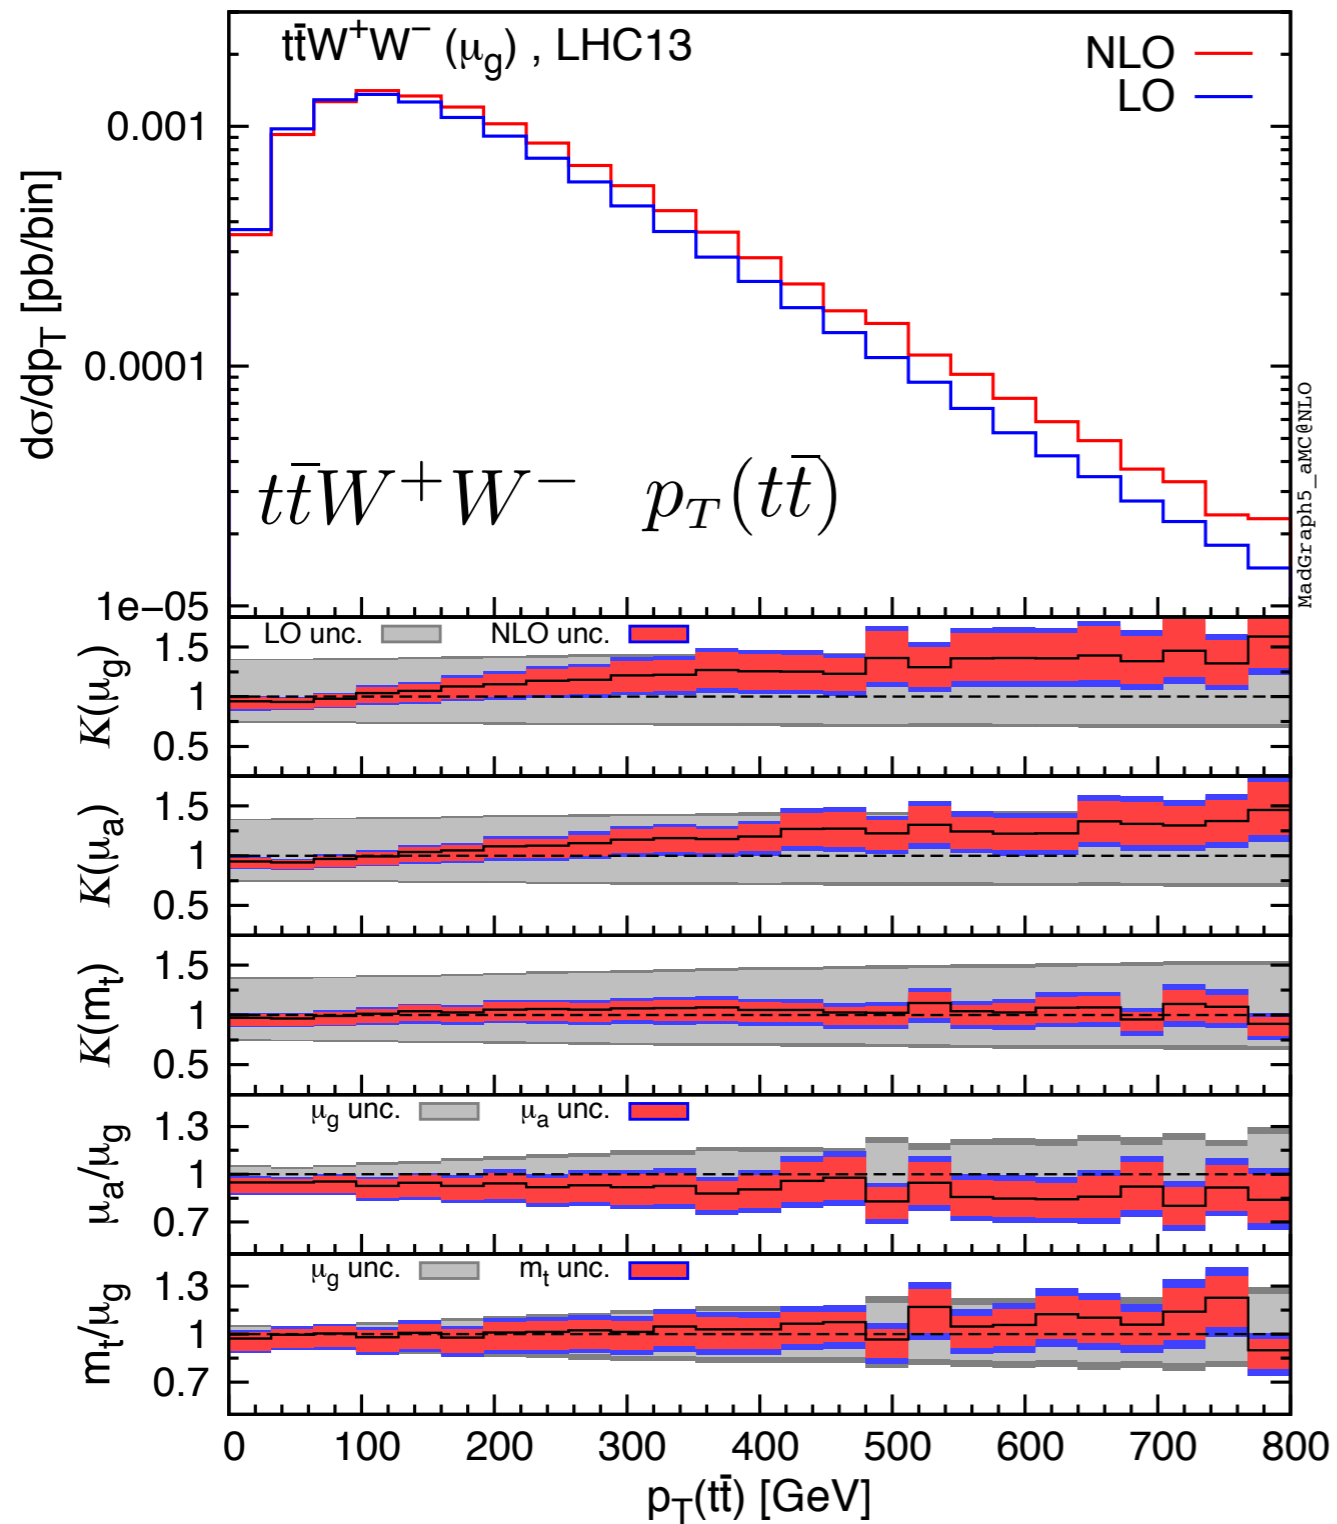 tt̄W⁺W⁻ (μg) , LHC13
NLO
LO
0.001
0.0001
1e−05
dσ/dpT [pb/bin]
tt̄W⁺W⁻ pT(tt̄)
MadGraph5_aMC@NLO
LO unc. NLO unc.
K(μg)
1.5
1
0.5
K(μa)
1.5
1
0.5
K(mt)
1.5
1
0.5
μg unc. μa unc.
μa/μg
1.3
1
0.7
μg unc. mt unc.
mt/μg
1.3
1
0.7
0 100 200 300 400 500 600 700 800
pT(tt̄) [GeV]